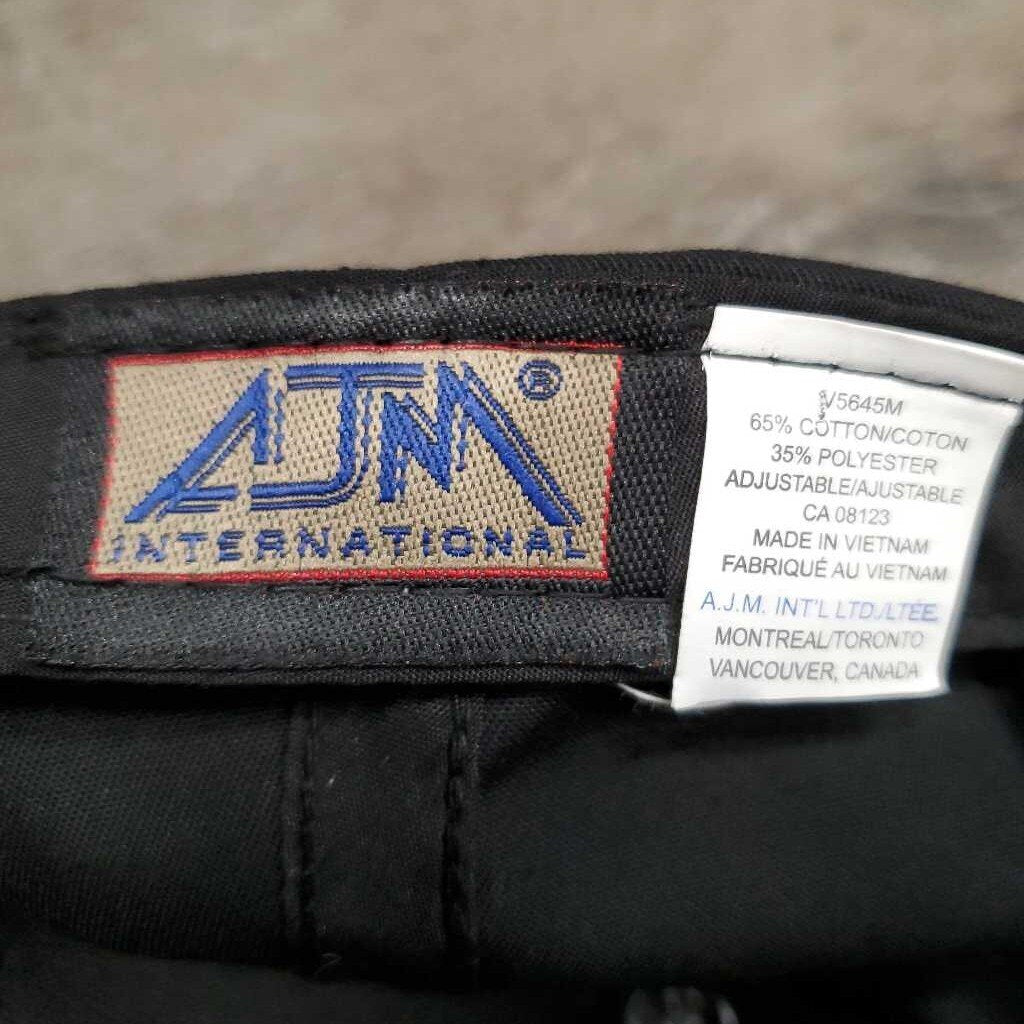 AJM ®
INTERNATIONAL
V5645M
65% COTTON/COTON
35% POLYESTER
ADJUSTABLE/AJUSTABLE
CA 08123
MADE IN VIETNAM
FABRIQUÉ AU VIETNAM
A.J.M. INT'L LTD./LTÉE.
MONTREAL/TORONTO
VANCOUVER, CANADA